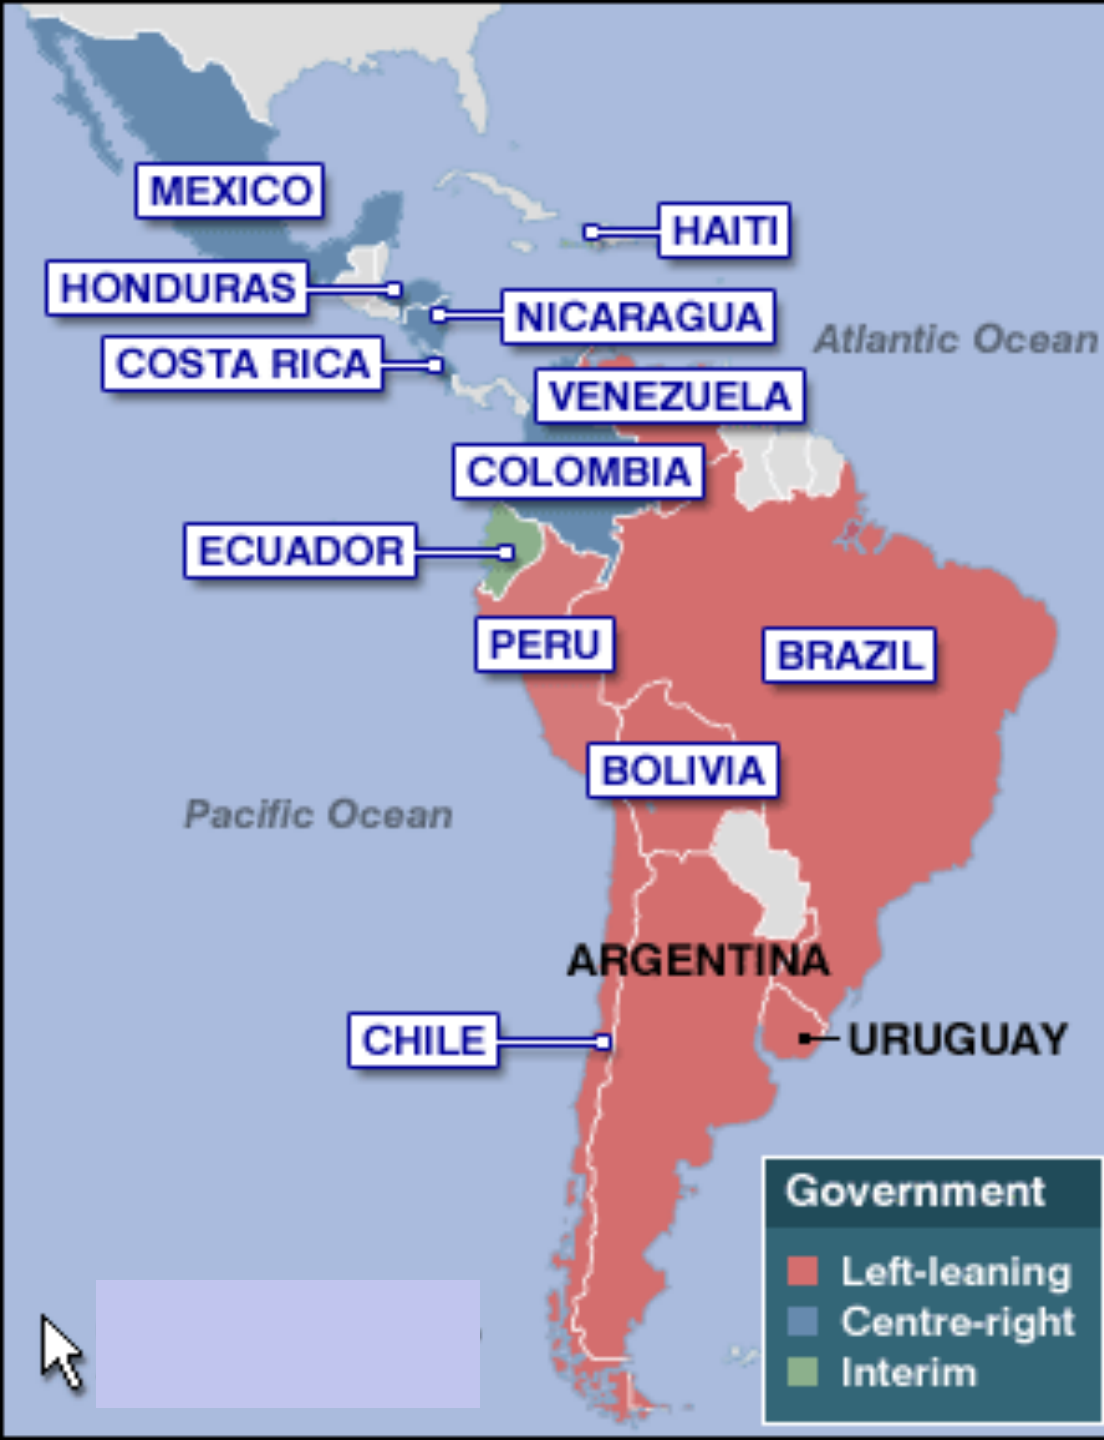 MEXICO
HAITI
HONDURAS
NICARAGUA
Atlantic Ocean
COSTA RICA
VENEZUELA
COLOMBIA
ECUADOR
PERU
BRAZIL
BOLIVIA
Pacific Ocean
ARGENTINA
CHILE
URUGUAY
Government
Left-leaning
Centre-right
Interim